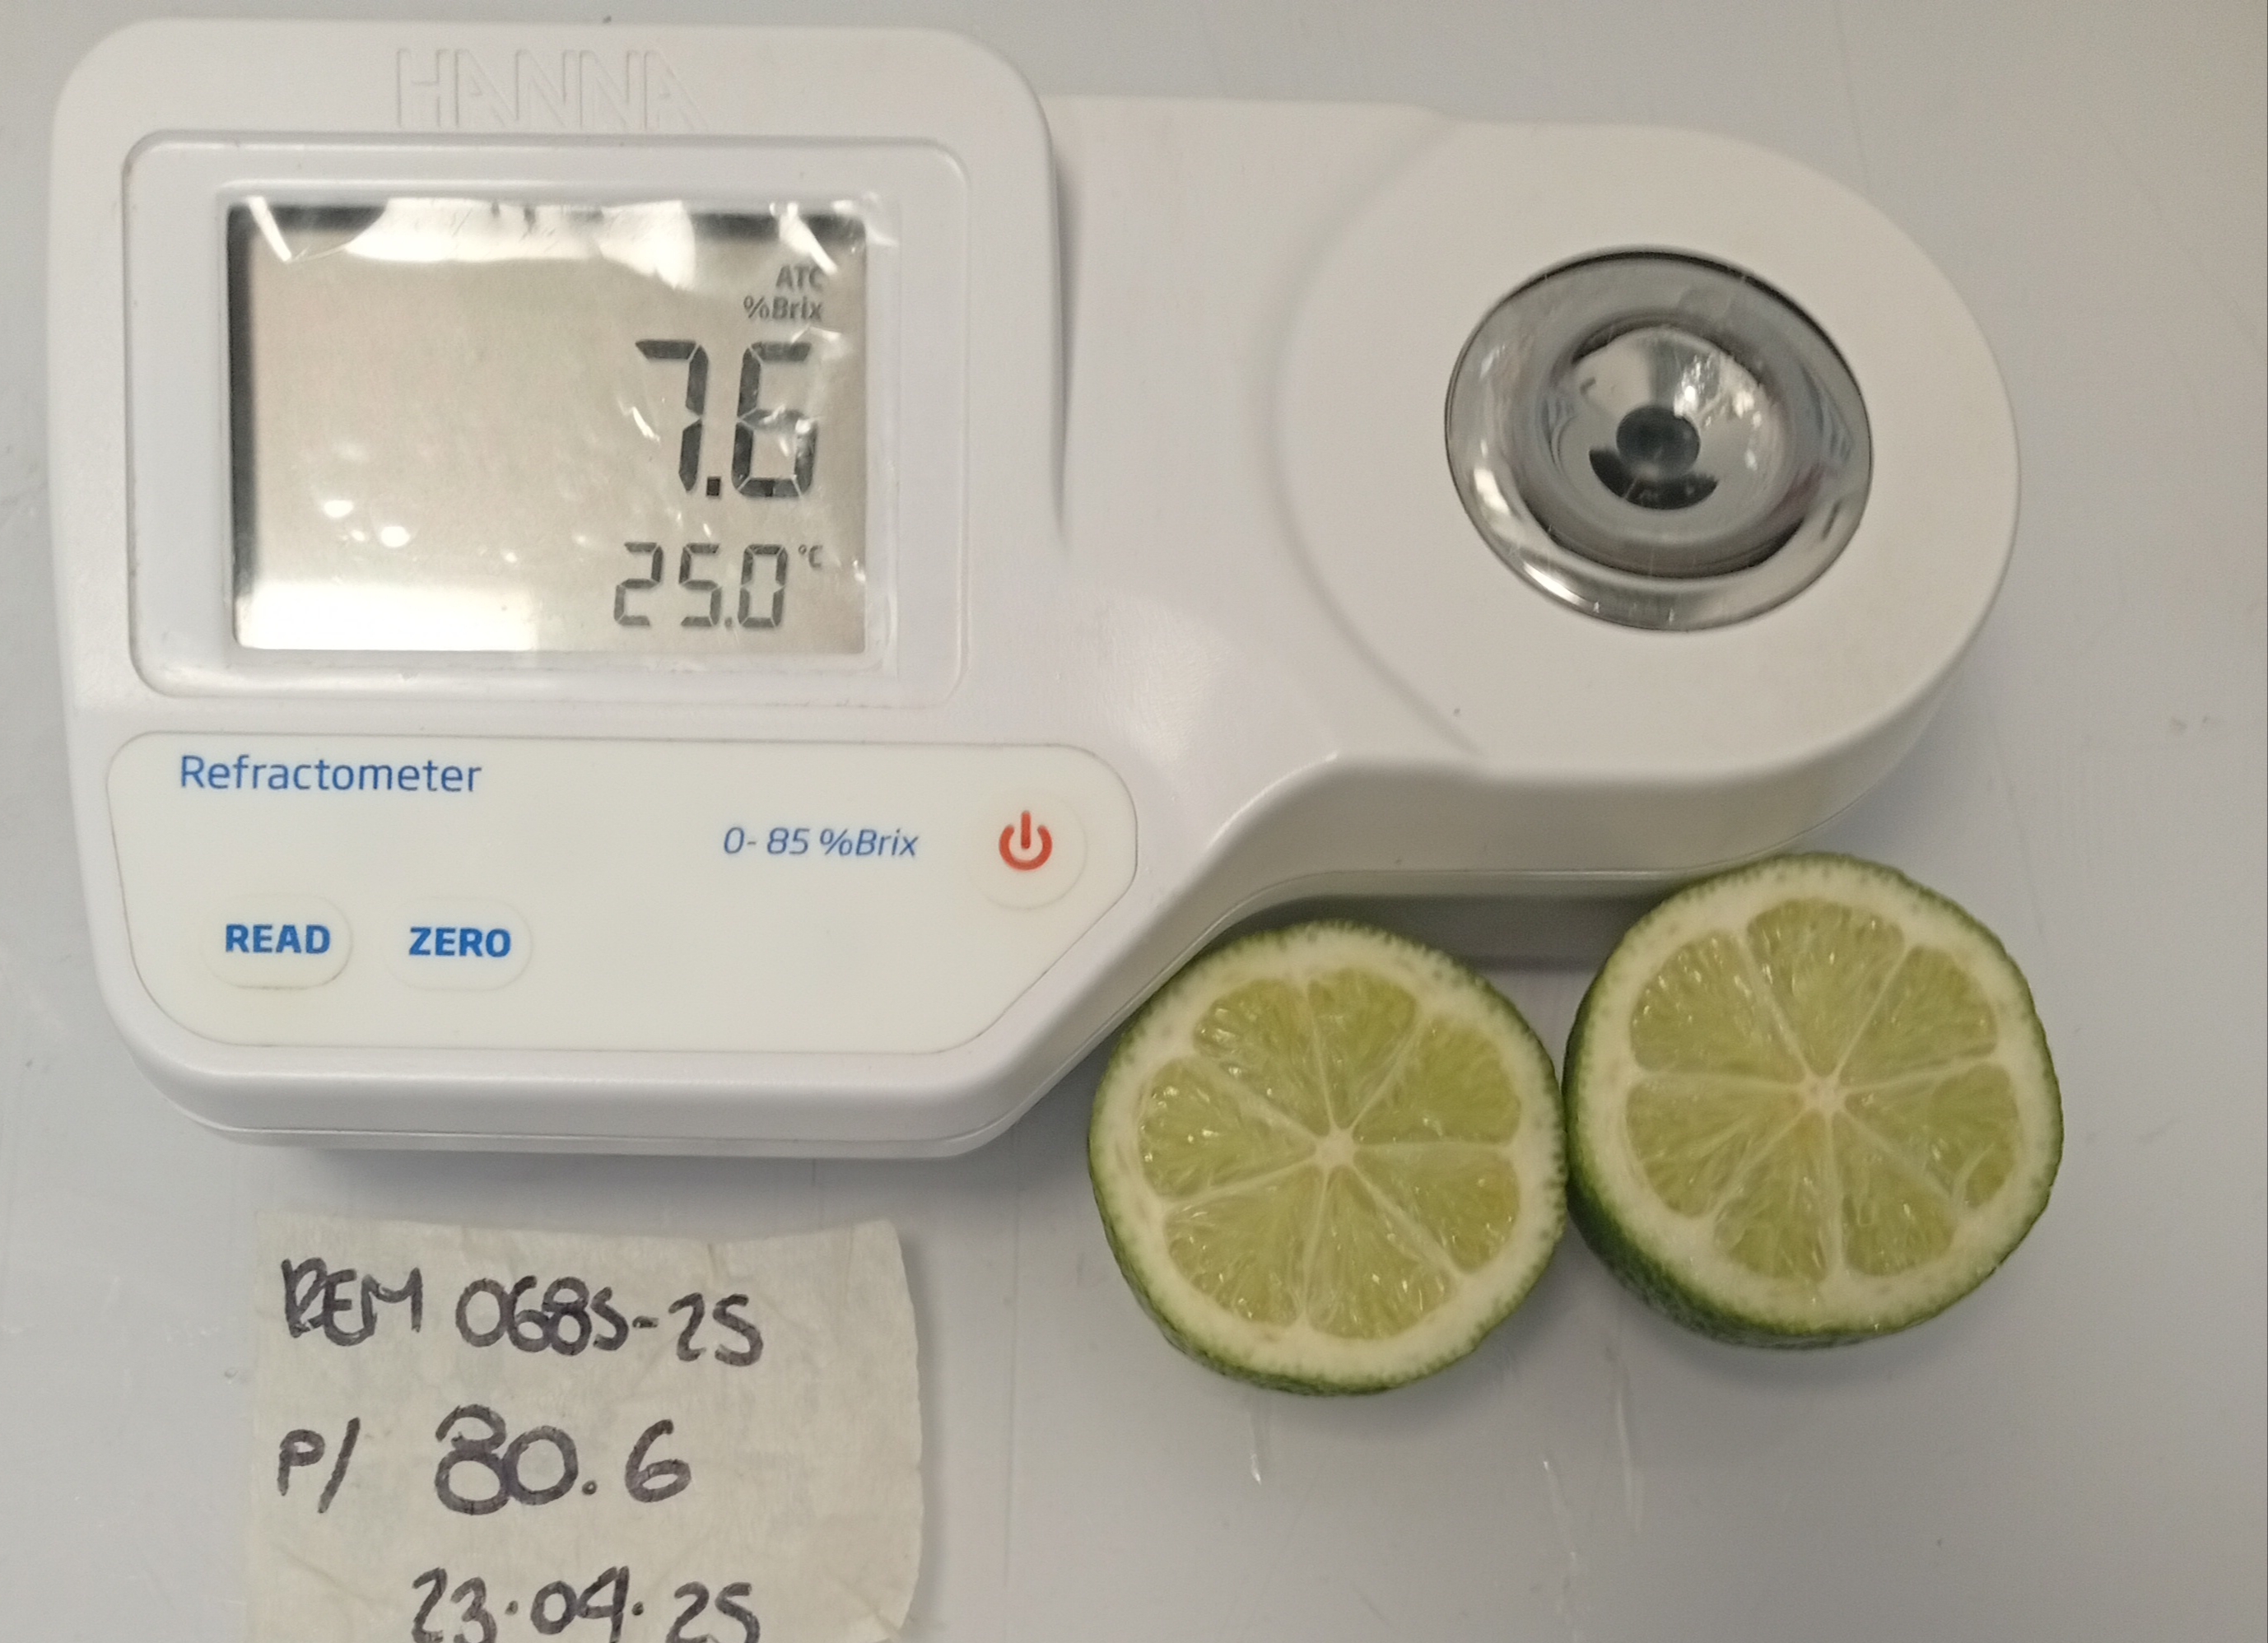 HANNA
ATC
%Brix
7.6
25.0 °C
Refractometer
0-85 %Brix
READ ZERO
REM 0685-25
P/ 80.6
23.04.25